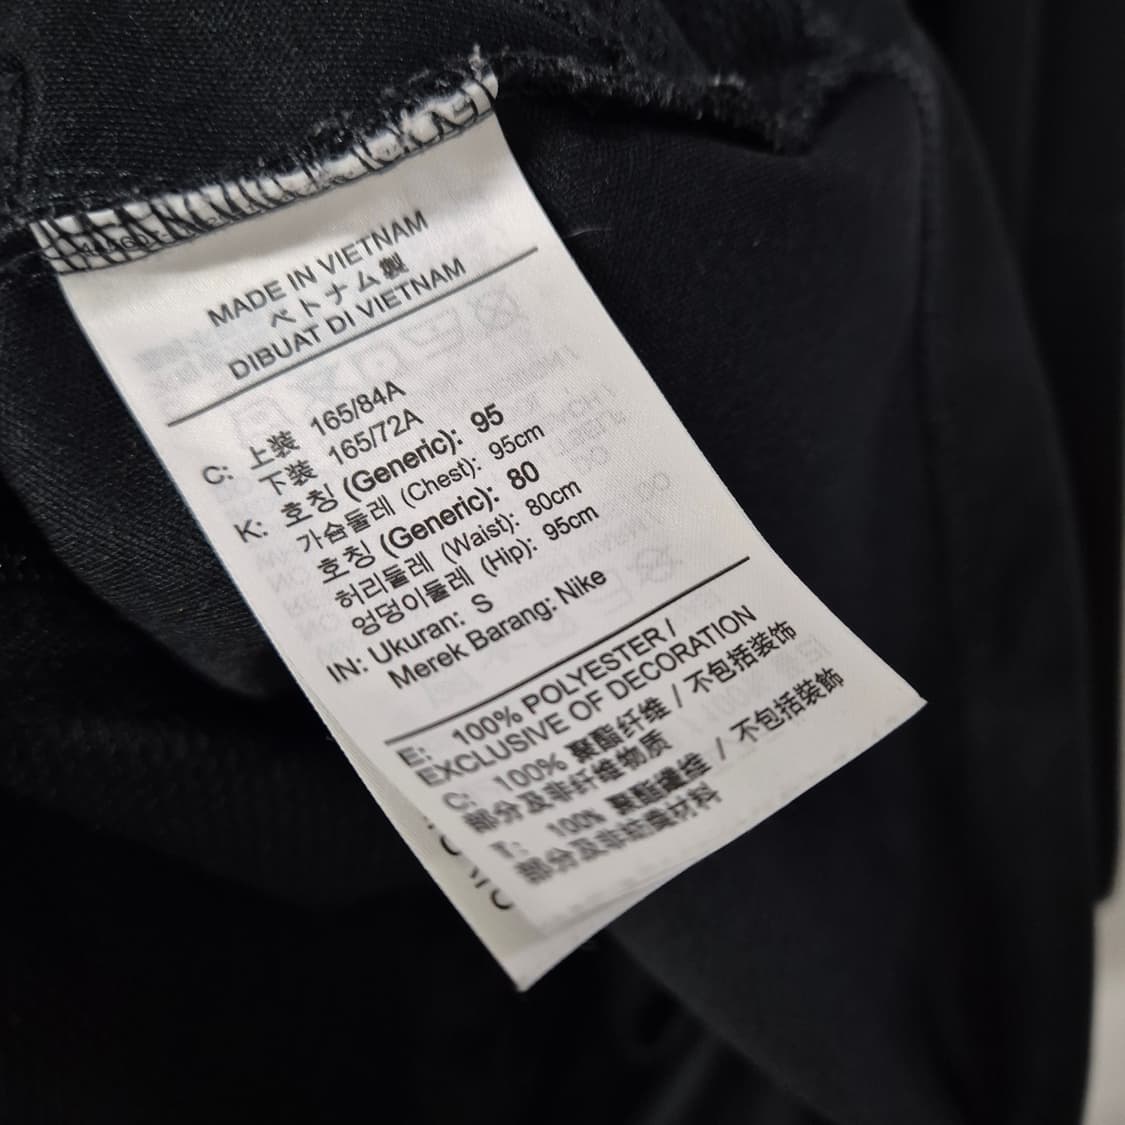 MADE IN VIETNAM
ベトナム製
DIBUAT DI VIETNAM
C: 上装 165/84A
下装 165/72A
K: 호칭 (Generic): 95
가슴둘레 (Chest): 95cm
호칭 (Generic): 80
허리둘레 (Waist): 80cm
엉덩이둘레 (Hip): 95cm
IN: Ukuran: S
Merek Barang: Nike
E: 100% POLYESTER /
EXCLUSIVE OF DECORATION
C: 100% 聚酯纤维 / 不包括装饰
部分及非纤维物质
T: 100% 聚酯纖維 / 不包括裝飾
部分及非紡織材料